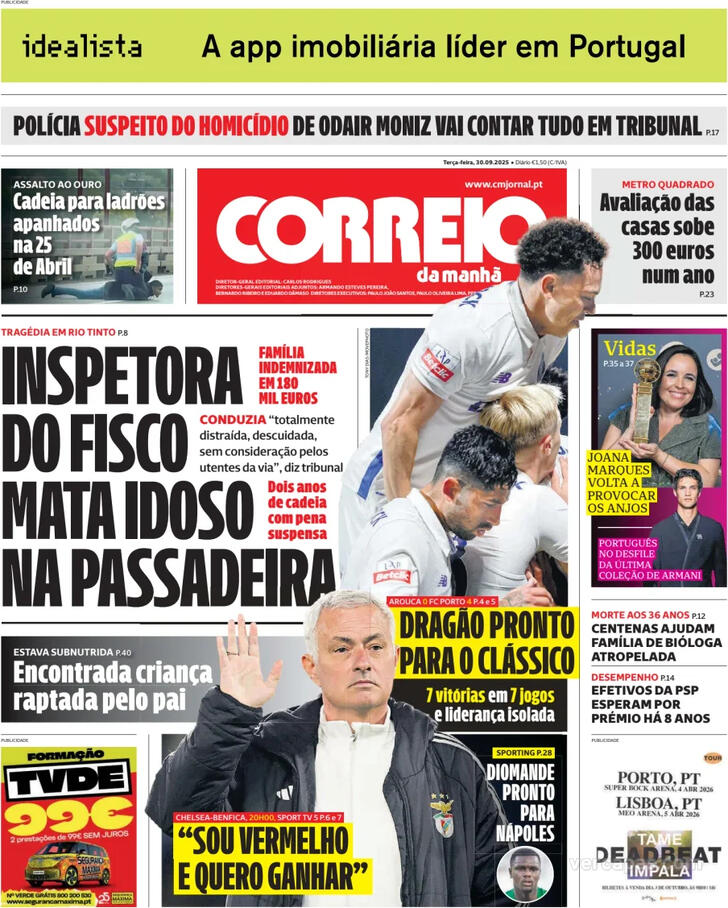 PUBLICIDADE
idealista
A app imobiliária líder em Portugal
POLÍCIA SUSPEITO DO HOMICÍDIO DE ODAIR MONIZ VAI CONTAR TUDO EM TRIBUNAL P.17
Terça-feira, 30.09.2025 • Diário €1,50 (C/IVA)
ASSALTO AO OURO
Cadeia para ladrões
apanhados
na 25
de Abril
P.10
www.cmjornal.pt
CORREIO
da manhã
DIRETOR-GERAL EDITORIAL: CARLOS RODRIGUES
DIRETORES-GERAIS EDITORIAIS ADJUNTOS: ARMANDO ESTEVES PEREIRA,
BERNARDO RIBEIRO E EDUARDO DÂMASO DIRETORES EXECUTIVOS: PAULO JOÃO SANTOS, PAULO OLIVEIRA LIMA,
METRO QUADRADO
Avaliação das
casas sobe
300 euros
num ano
P.23
TRAGÉDIA EM RIO TINTO P.8
INSPETORA
DO FISCO
MATA IDOSO
NA PASSADEIRA
FAMÍLIA
INDEMNIZADA
EM 180
MIL EUROS
CONDUZIA “totalmente
distraída, descuidada,
sem consideração pelos
utentes da via”, diz tribunal
Dois anos
de cadeia
com pena
suspensa
LIGA
Betclic
LIGA
Betclic
Vidas
P.35 a 37
JOANA
MARQUES
VOLTA A
PROVOCAR
OS ANJOS
PORTUGUÊS
NO DESFILE
DA ÚLTIMA
COLEÇÃO DE ARMANI
AROUCA 0 FC PORTO 4 P.4 e 5
DRAGÃO PRONTO
PARA O CLÁSSICO
7 vitórias em 7 jogos
e liderança isolada
MORTE AOS 36 ANOS P.12
CENTENAS AJUDAM
FAMÍLIA DE BIÓLOGA
ATROPELADA
DESEMPENHO P.14
EFETIVOS DA PSP
ESPERAM POR
PRÉMIO HÁ 8 ANOS
ESTAVA SUBNUTRIDA P.40
Encontrada criança
raptada pelo pai
PUBLICIDADE
FORMAÇÃO
TVDE
99€
2 prestações de 99€ SEM JUROS
SEGURANÇA
MÁXIMA
Nº VERDE GRÁTIS 800 200 530
www.segurancamaxima.pt
CHELSEA-BENFICA, 20H00, SPORT TV 5 P.6 e 7
“SOU VERMELHO
E QUERO GANHAR”
SPORTING P.28
DIOMANDE
PRONTO
PARA
NÁPOLES
PUBLICIDADE
TOUR
PORTO, PT
SUPER BOCK ARENA, 4 ABR 2026
LISBOA, PT
MEO ARENA, 5 ABR 2026
TAME
DEADBEAT
IMPALA